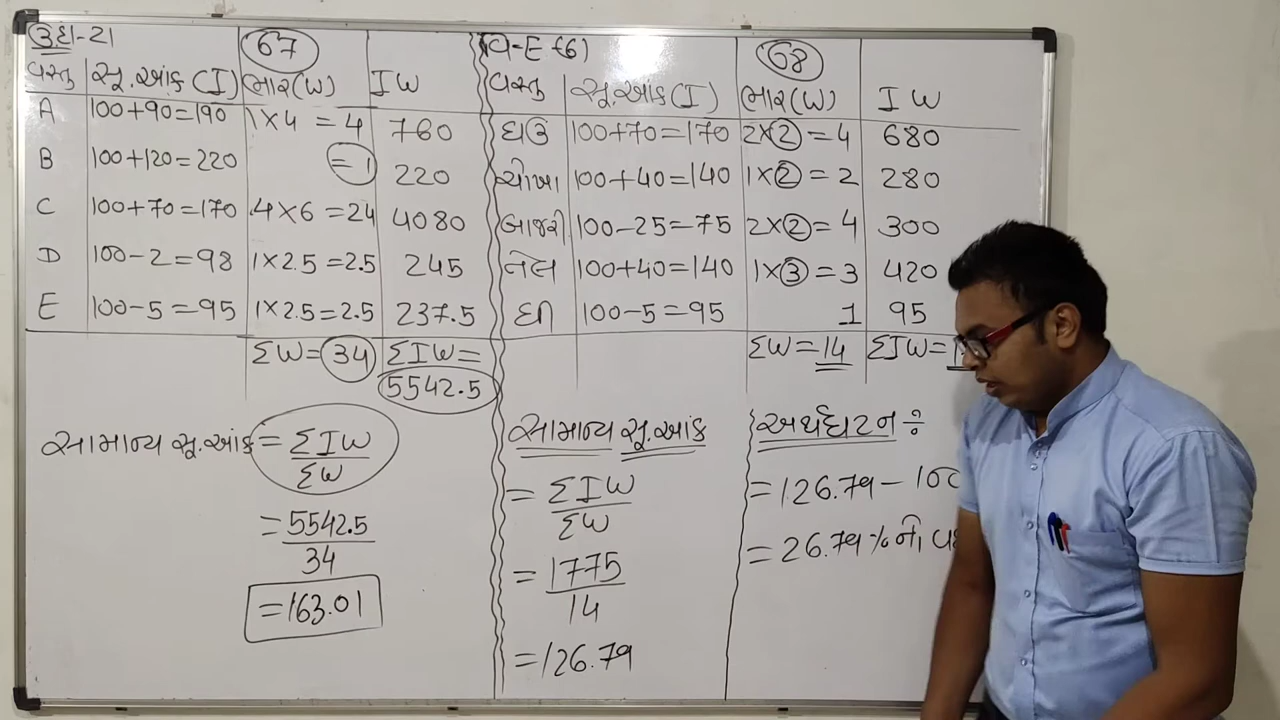 ઉદા-21
67
વસ્તુ સૂ.આંક (I) ભાર(W) I W
A 100+90=190 1×4 = 4 760
B 100+120=220 = 1 220
C 100+70=170 4×6 = 24 4080
D 100-2=98 1×2.5=2.5 245
E 100-5=95 1×2.5=2.5 237.5
ΣW=34 ΣIW=
5542.5
સામાન્ય સૂ.આંક = ΣIW
ΣW
= 5542.5
34
=163.01
વિ-E (6)
68
વસ્તુ સૂ.આંક(I) ભાર(W) I W
ઘઉં 100+70=170 2×2=4 680
ચોખા 100+40=140 1×2=2 280
બાજરી 100-25=75 2×2=4 300
તેલ 100+40=140 1×3=3 420
ઘી 100-5=95 1 95
ΣW=14 ΣIW=
સામાન્ય સૂ.આંક
= ΣIW
ΣW
= 1775
14
=126.79
અર્થઘટન ÷
=126.79-100
= 26.79 %ની